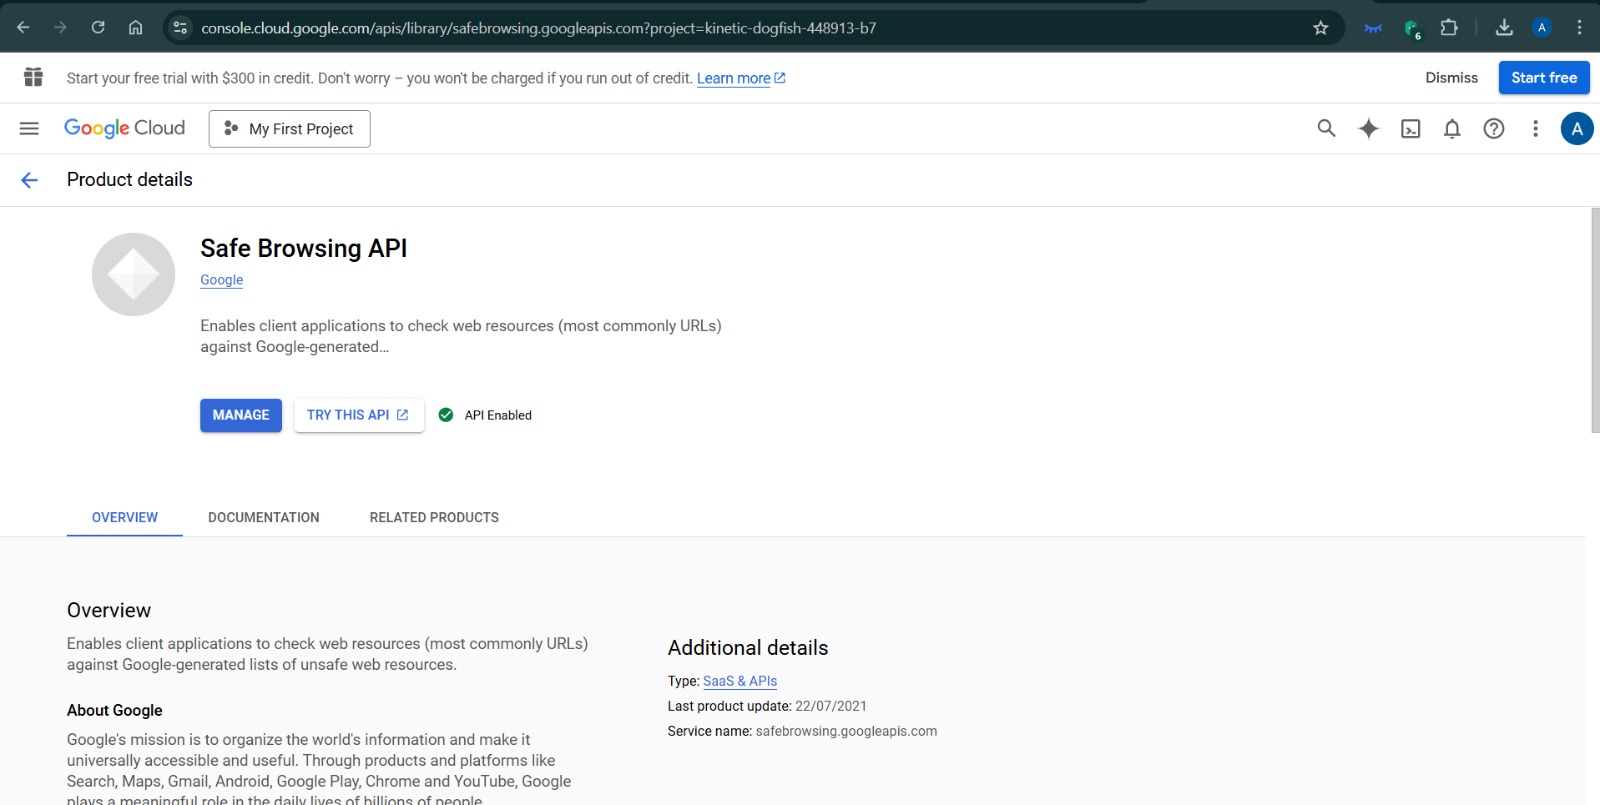 console.cloud.google.com/apis/library/safebrowsing.googleapis.com?project=kinetic-dogfish-448913-b7
6
A
Start your free trial with $300 in credit. Don't worry – you won't be charged if you run out of credit. Learn more
Dismiss
Start free
Google Cloud
My First Project
A
Product details
Safe Browsing API
Google
Enables client applications to check web resources (most commonly URLs)
against Google-generated...
MANAGE
TRY THIS API
API Enabled
OVERVIEW
DOCUMENTATION
RELATED PRODUCTS
Overview
Enables client applications to check web resources (most commonly URLs)
against Google-generated lists of unsafe web resources.
About Google
Google's mission is to organize the world's information and make it
universally accessible and useful. Through products and platforms like
Search, Maps, Gmail, Android, Google Play, Chrome and YouTube, Google
plays a meaningful role in the daily lives of billions of people.
Additional details
Type: SaaS & APIs
Last product update: 22/07/2021
Service name: safebrowsing.googleapis.com